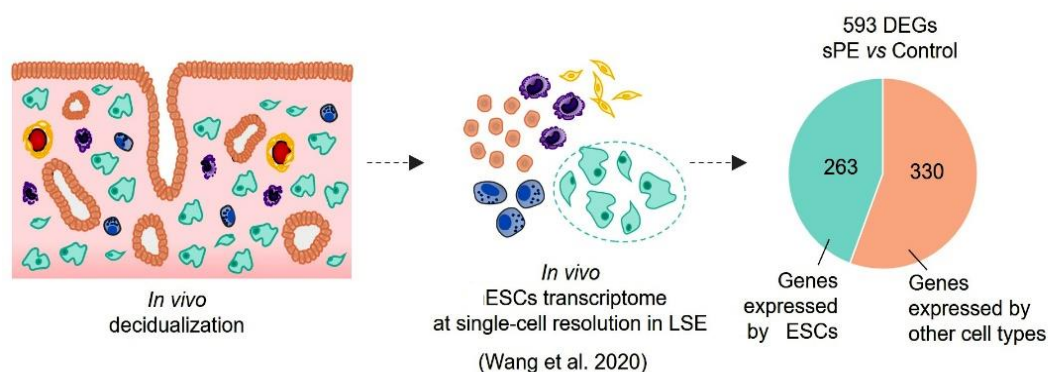 In vivo
decidualization
In vivo
ESCs transcriptome
at single-cell resolution in LSE
(Wang et al. 2020)
593 DEGs
sPE vs Control
263
330
Genes
expressed
by ESCs
Genes
expressed by
other cell types